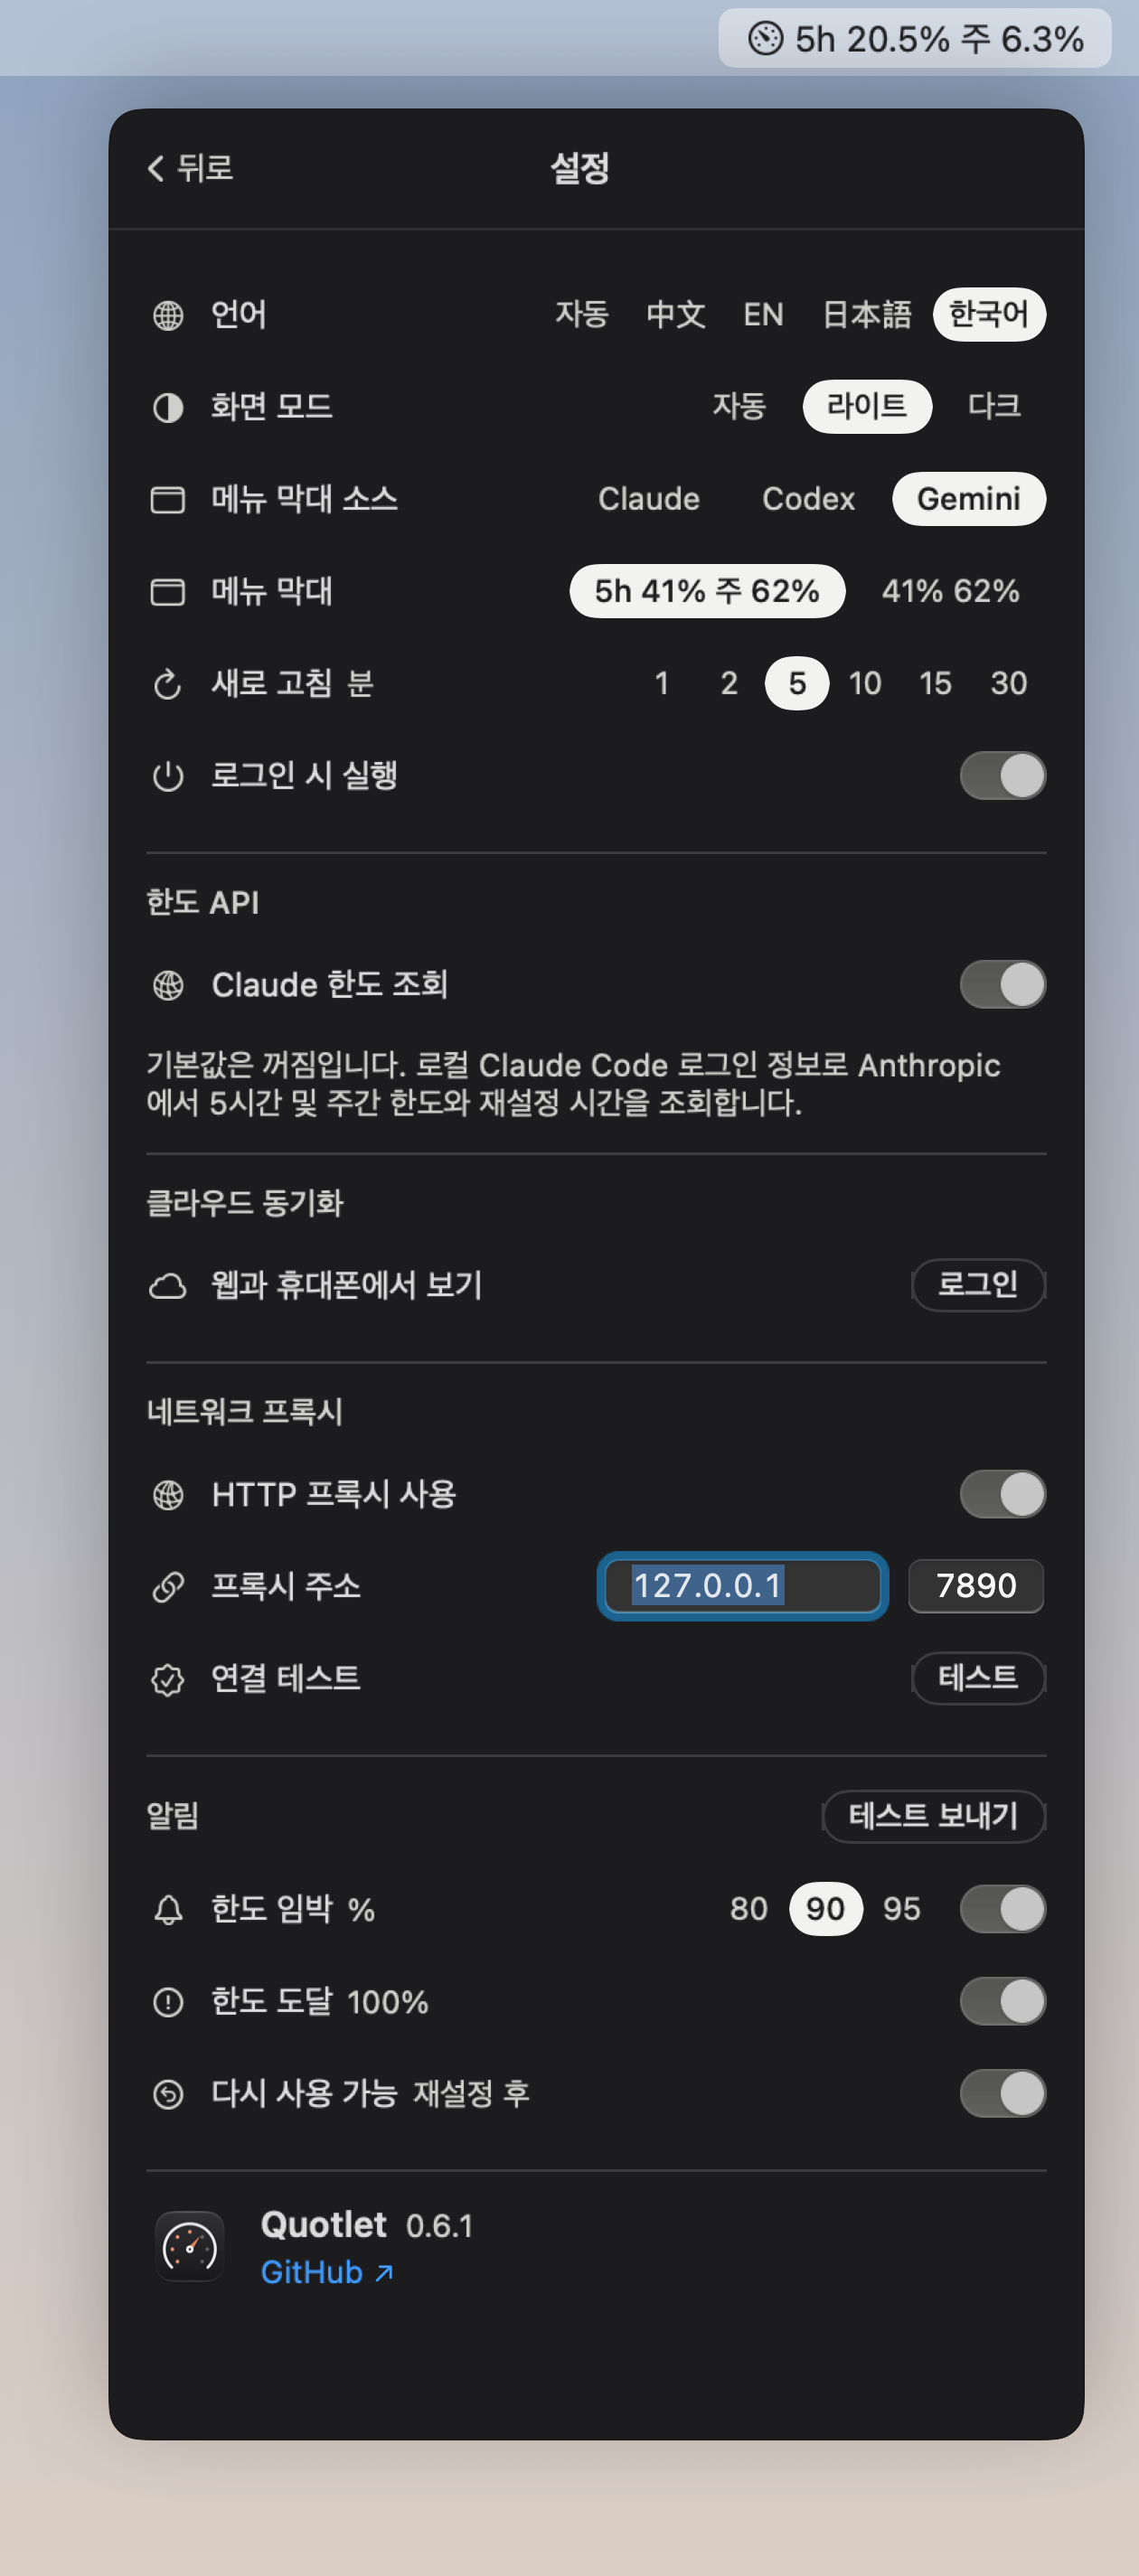 5h 20.5% 주 6.3%
뒤로 설정
언어 자동 中文 EN 日本語 한국어
화면 모드 자동 라이트 다크
메뉴 막대 소스 Claude Codex Gemini
메뉴 막대 5h 41% 주 62% 41% 62%
새로 고침 분 1 2 5 10 15 30
로그인 시 실행
한도 API
Claude 한도 조회
기본값은 꺼짐입니다. 로컬 Claude Code 로그인 정보로 Anthropic
에서 5시간 및 주간 한도와 재설정 시간을 조회합니다.
클라우드 동기화
웹과 휴대폰에서 보기 로그인
네트워크 프록시
HTTP 프록시 사용
프록시 주소 127.0.0.1 7890
연결 테스트 테스트
알림 테스트 보내기
한도 임박 % 80 90 95
한도 도달 100%
다시 사용 가능 재설정 후
Quotlet 0.6.1
GitHub ↗